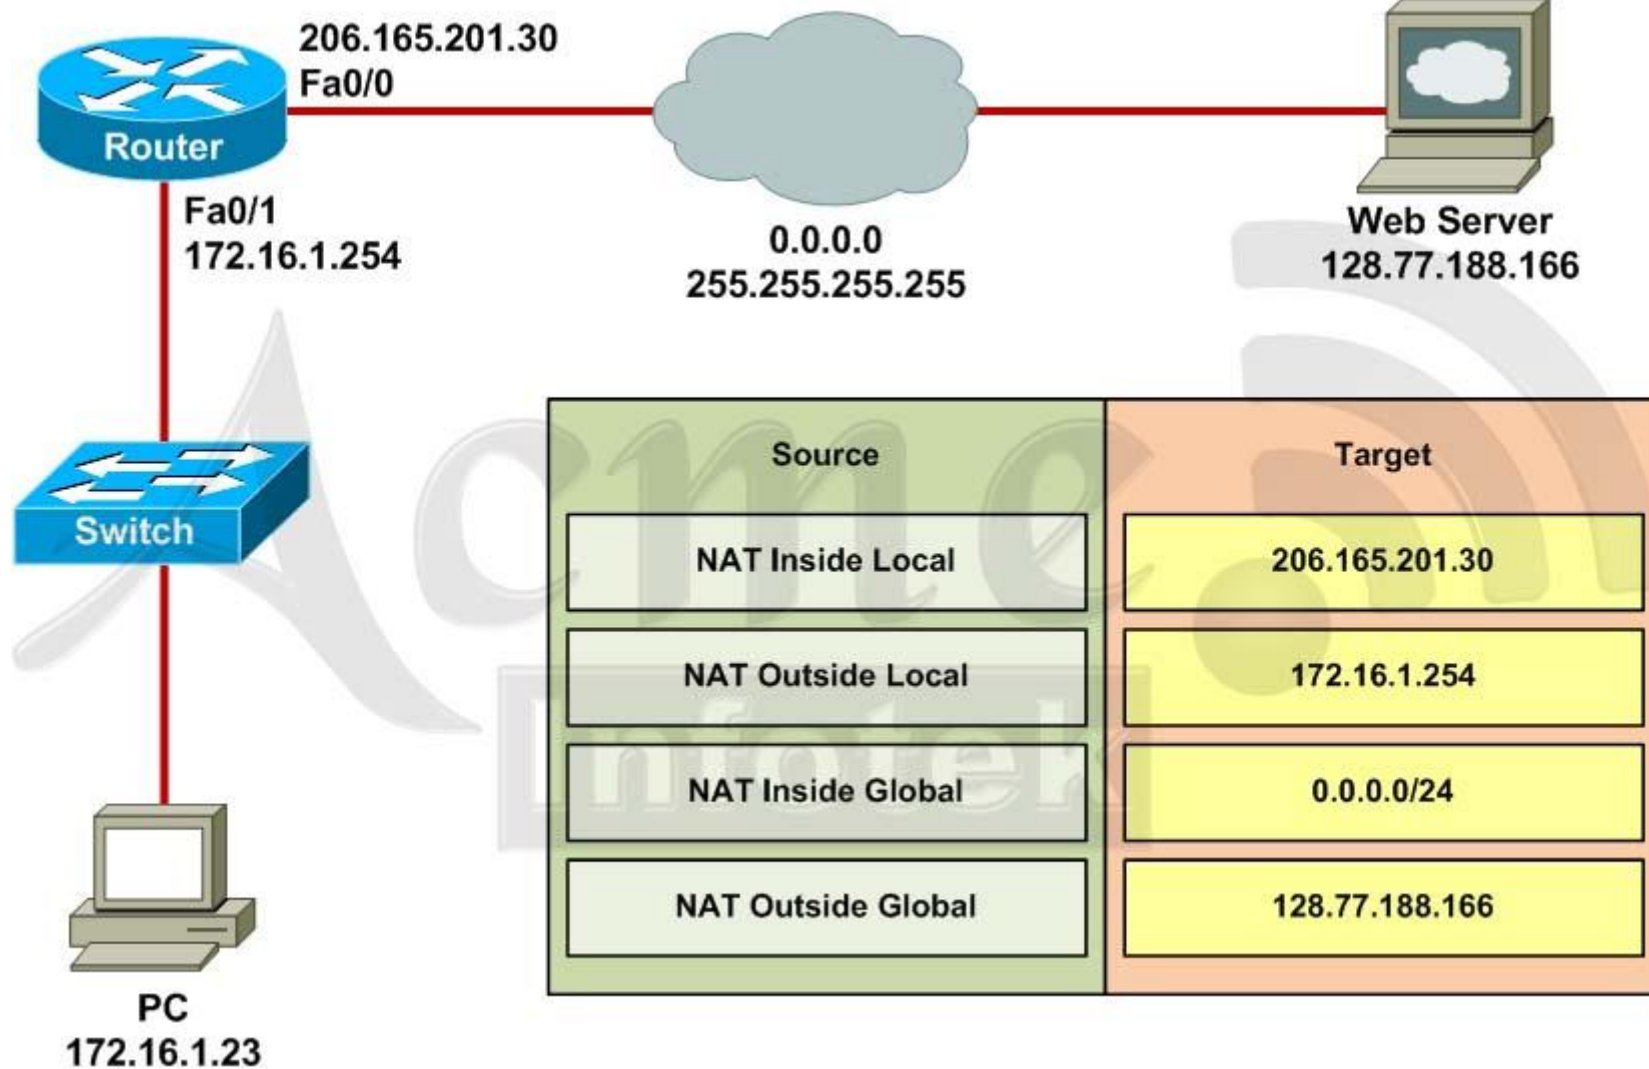 206.165.201.30
Fa0/0
Router
Fa0/1
172.16.1.254
0.0.0.0
255.255.255.255
Web Server
128.77.188.166
Switch
PC
172.16.1.23
Source
Target
NAT Inside Local
206.165.201.30
NAT Outside Local
172.16.1.254
NAT Inside Global
0.0.0.0/24
NAT Outside Global
128.77.188.166
Acme
Infotek